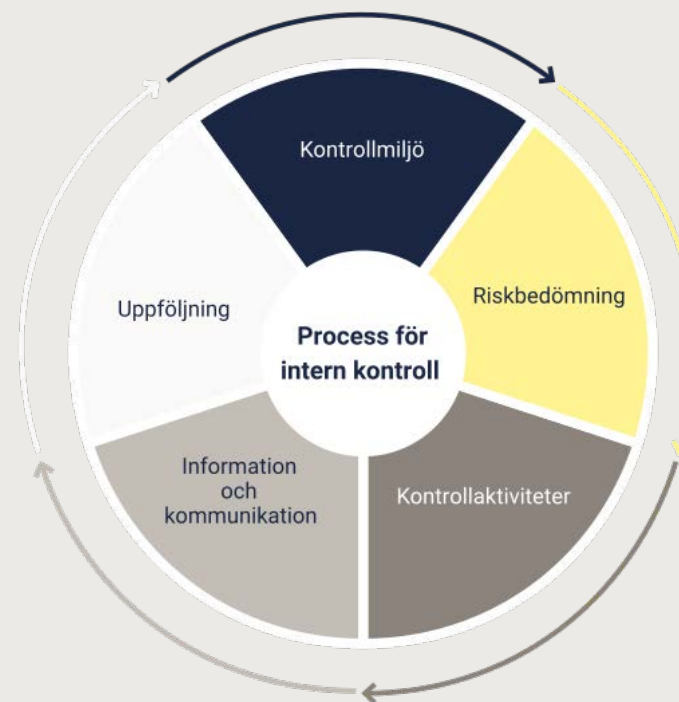 Kontrollmiljö
Riskbedömning
Kontrollaktiviteter
Information
och
kommunikation
Uppföljning
Process för
intern kontroll